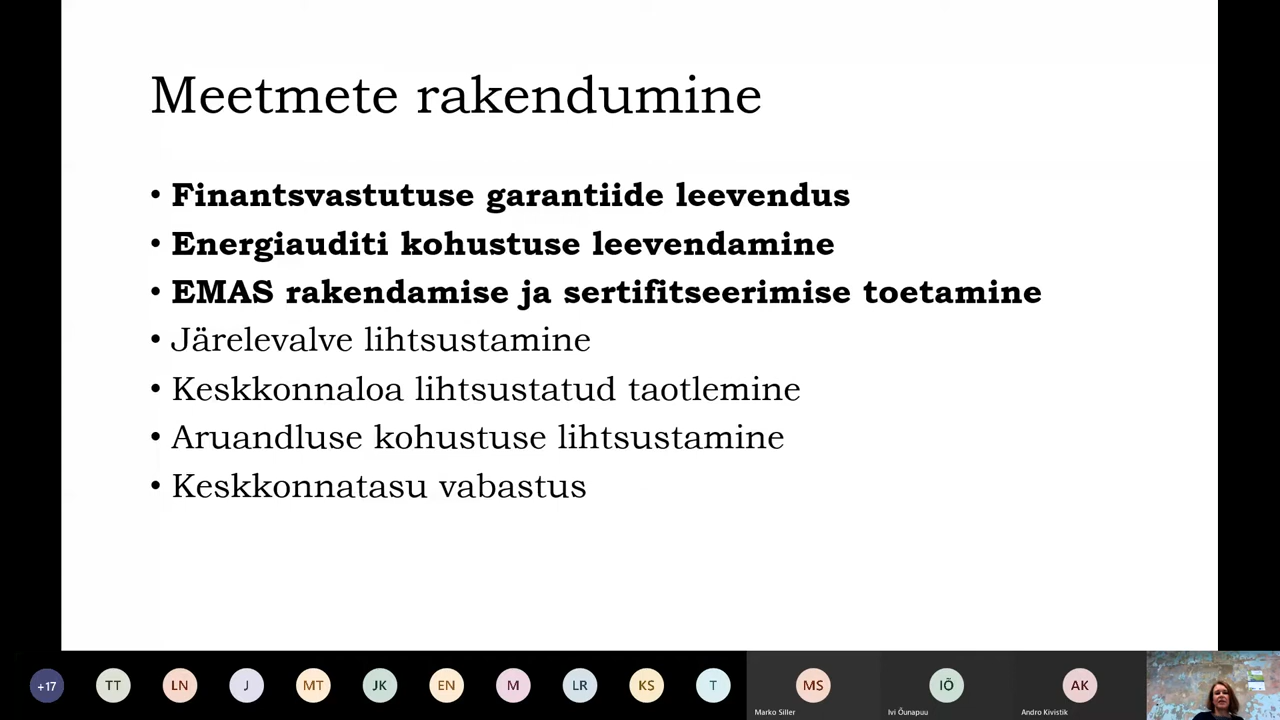 Meetmete rakendumine
• Finantsvastutuse garantiide leevendus
• Energiauditi kohustuse leevendamine
• EMAS rakendamise ja sertifitseerimise toetamine
• Järelevalve lihtsustamine
• Keskkonnaloa lihtsustatud taotlemine
• Aruandluse kohustuse lihtsustamine
• Keskkonnatasu vabastus
+17 TT LN J MT JK EN M LR KS T MS IÕ AK
Marko Siller Ivi Õunapuu Andro Kivistik